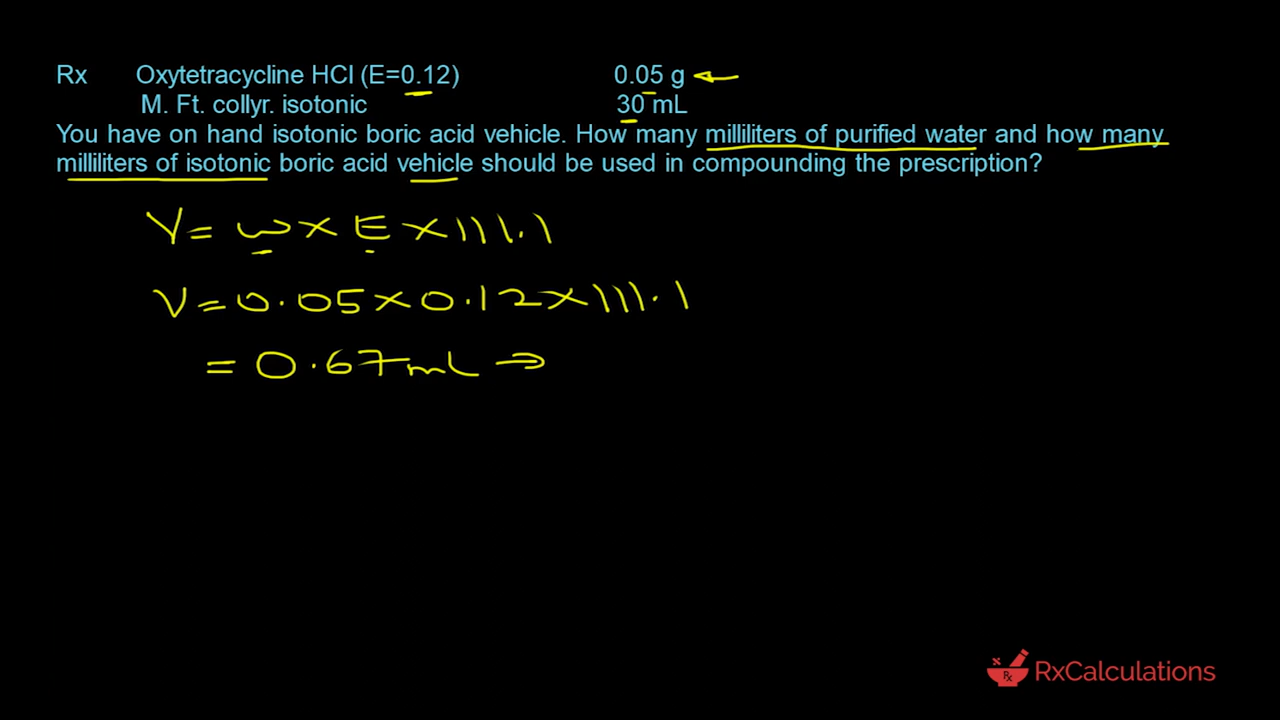 Rx Oxytetracycline HCl (E=0.12) 0.05 g
M. Ft. collyr. isotonic 30 mL
You have on hand isotonic boric acid vehicle. How many milliliters of purified water and how many
milliliters of isotonic boric acid vehicle should be used in compounding the prescription?
V = w × E × 111.1
V = 0.05 × 0.12 × 111.1
= 0.67mL ⇒
Rx RxCalculations